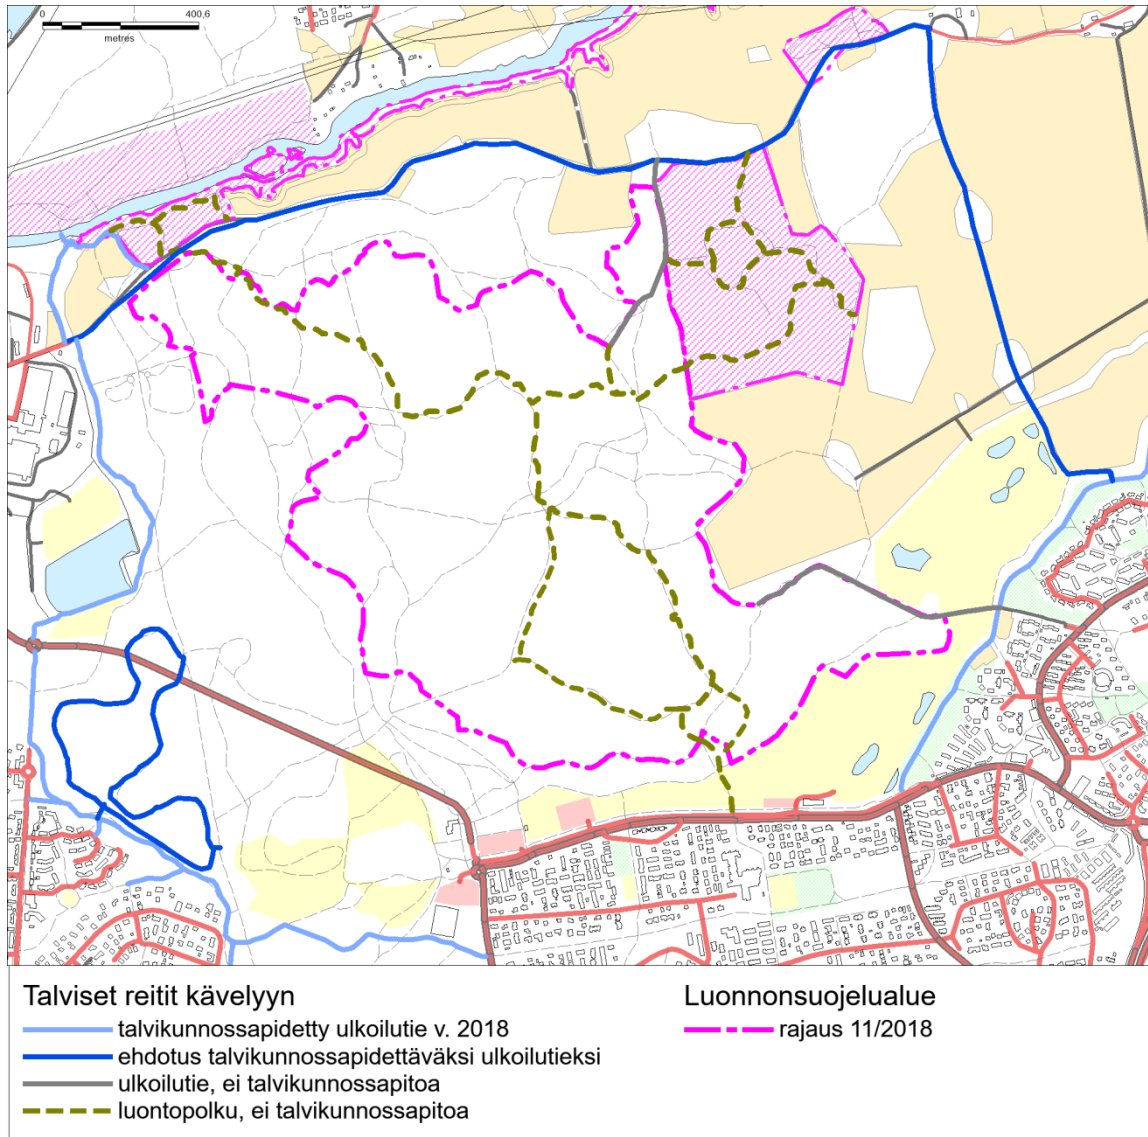 0 400,6
metres
Talviset reitit kävelyyn
talvikunnossapidetty ulkoilutie v. 2018
ehdotus talvikunnossapidettäväksi ulkoilutieksi
ulkoilutie, ei talvikunnossapitoa
luontopolku, ei talvikunnossapitoa
Luonnonsuojelualue
rajaus 11/2018